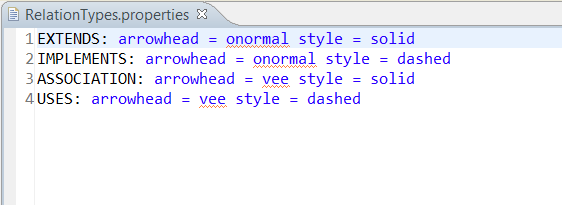 RelationTypes.properties
1 EXTENDS: arrowhead = onormal style = solid
2 IMPLEMENTS: arrowhead = onormal style = dashed
3 ASSOCIATION: arrowhead = vee style = solid
4 USES: arrowhead = vee style = dashed